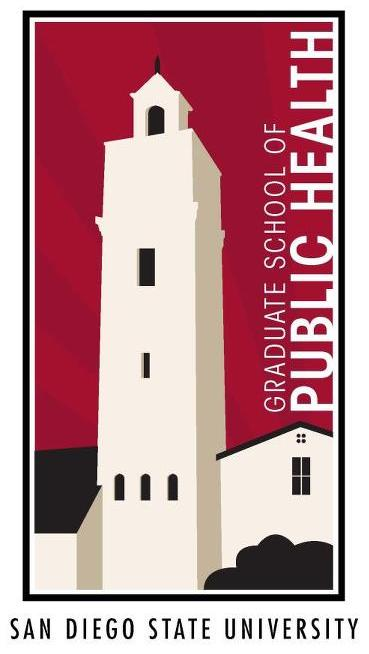 GRADUATE SCHOOL OF
PUBLIC HEALTH
SAN DIEGO STATE UNIVERSITY